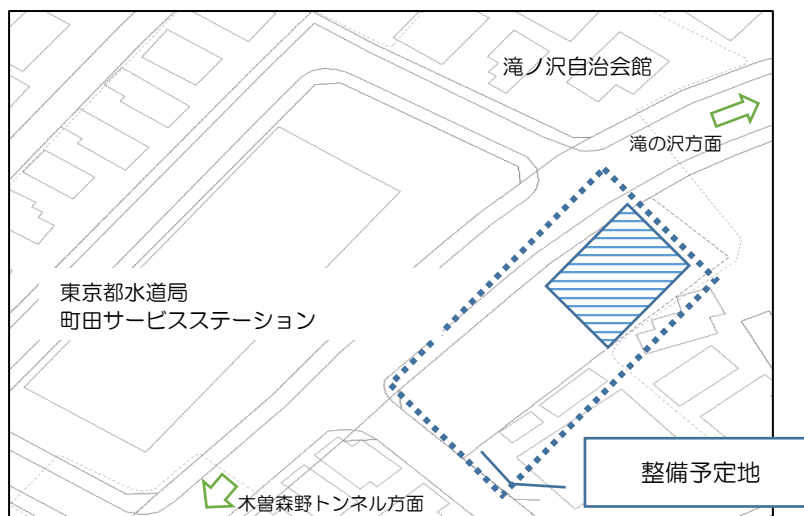 滝ノ沢自治会館
滝の沢方面
東京都水道局
町田サービスステーション
整備予定地
木曽森野トンネル方面